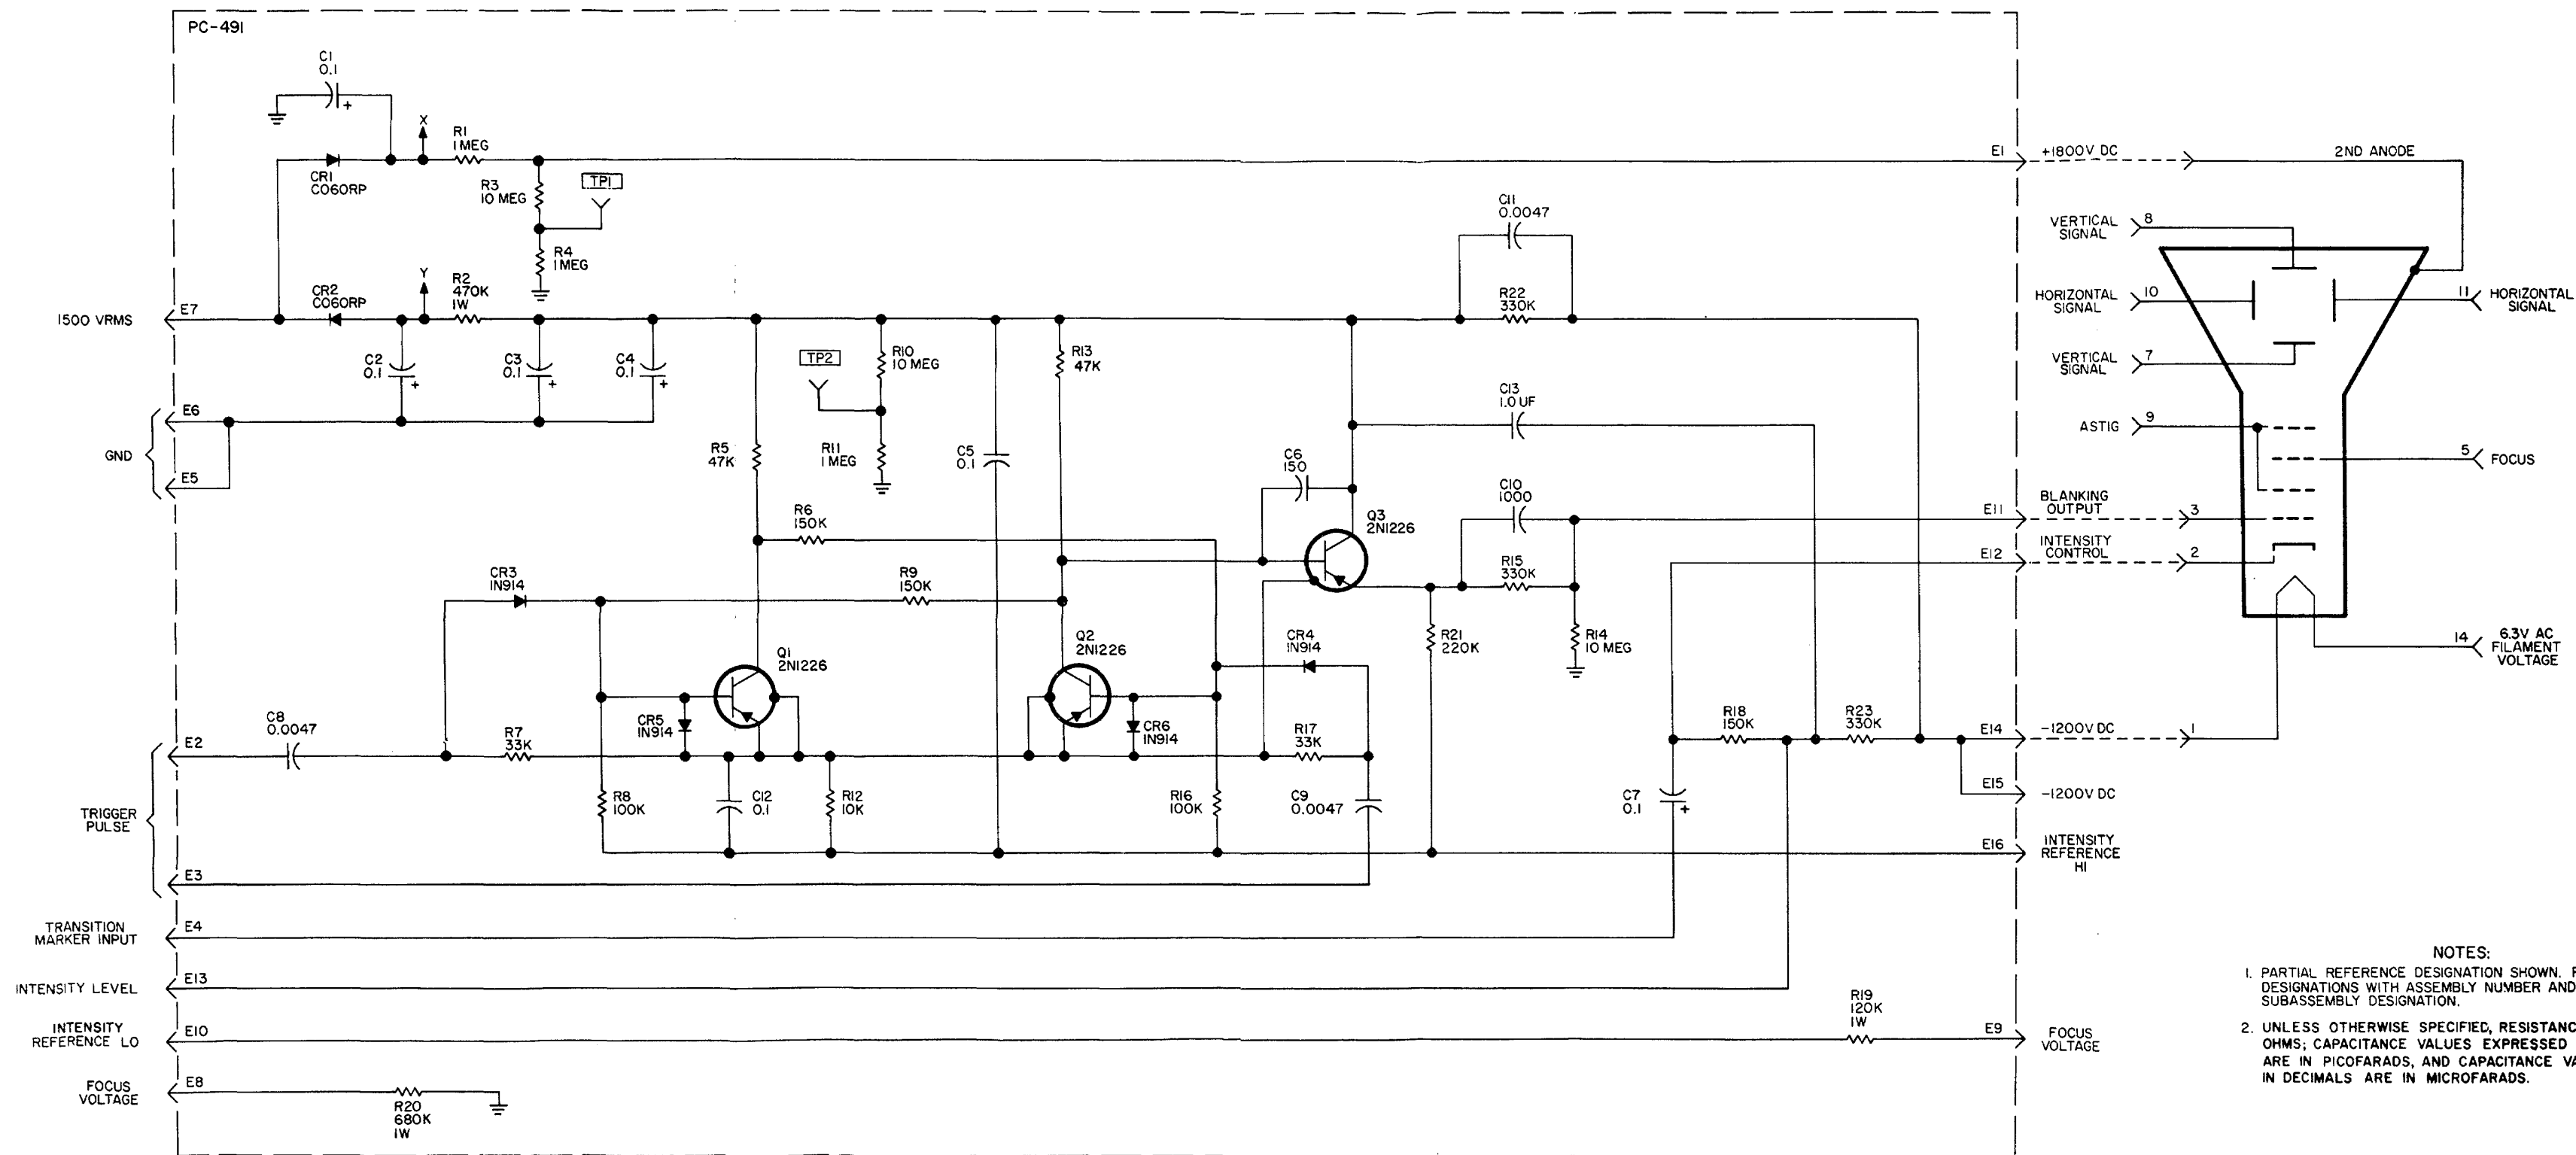 PC-491
C1
0.1
X
R1
1 MEG
CR1
CO60RP
R3
10 MEG
TP1
R4
1 MEG
E1
+1800V DC
2ND ANODE
1500 VRMS
E7
CR2
CO60RP
Y
R2
470K
1W
C2
0.1
C3
0.1
C4
0.1
GND
E6
E5
TP2
R10
10 MEG
R11
1 MEG
R5
47K
C5
0.1
R13
47K
C11
0.0047
R22
330K
C13
1.0 UF
C6
150
C10
1000
Q3
2N1226
R15
330K
R21
220K
R14
10 MEG
R6
150K
CR3
1N914
R9
150K
Q1
2N1226
Q2
2N1226
CR4
1N914
CR5
1N914
CR6
1N914
C8
0.0047
R7
33K
R17
33K
R8
100K
C12
0.1
R12
10K
R16
100K
C9
0.0047
C7
0.1
R18
150K
R23
330K
TRIGGER
PULSE
E2
E3
TRANSITION
MARKER INPUT
E4
INTENSITY LEVEL
E13
INTENSITY
REFERENCE LO
E10
FOCUS
VOLTAGE
E8
R20
680K
1W
R19
120K
1W
E9
FOCUS
VOLTAGE
E11
BLANKING
OUTPUT
3
E12
INTENSITY
CONTROL
2
E14
-1200V DC
1
E15
-1200V DC
E16
INTENSITY
REFERENCE
HI
VERTICAL
SIGNAL
8
HORIZONTAL
SIGNAL
10
11
HORIZONTAL
SIGNAL
VERTICAL
SIGNAL
7
ASTIG
9
5
FOCUS
14
6.3V AC
FILAMENT
VOLTAGE
NOTES:
1. PARTIAL REFERENCE DESIGNATION SHOWN.
DESIGNATIONS WITH ASSEMBLY NUMBER AND
SUBASSEMBLY DESIGNATION.
2. UNLESS OTHERWISE SPECIFIED, RESISTANC
OHMS; CAPACITANCE VALUES EXPRESSED
ARE IN PICOFARADS, AND CAPACITANCE VA
IN DECIMALS ARE IN MICROFARADS.